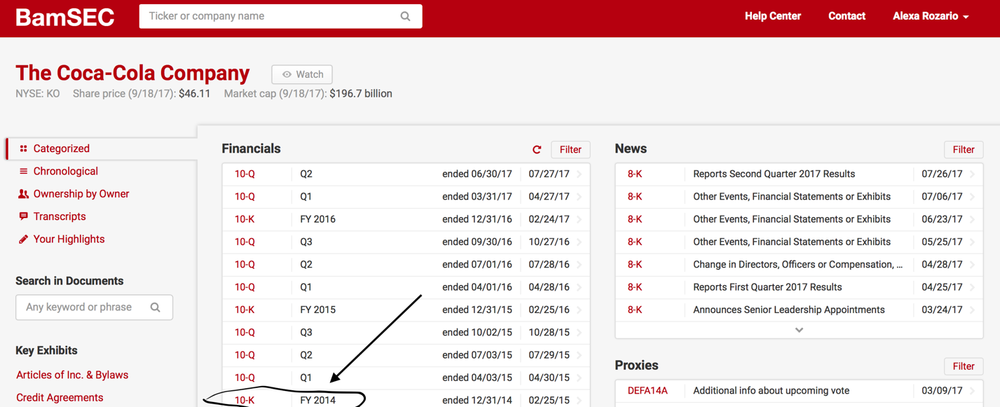 BamSEC
Ticker or company name
Help Center
Contact
Alexa Rozario
The Coca-Cola Company
Watch
NYSE: KO Share price (9/18/17): $46.11 Market cap (9/18/17): $196.7 billion
Categorized
Chronological
Ownership by Owner
Transcripts
Your Highlights
Search in Documents
Any keyword or phrase
Key Exhibits
Articles of Inc. & Bylaws
Credit Agreements
Financials
Filter
10-Q Q2 ended 06/30/17 07/27/17
10-Q Q1 ended 03/31/17 04/27/17
10-K FY 2016 ended 12/31/16 02/24/17
10-Q Q3 ended 09/30/16 10/27/16
10-Q Q2 ended 07/01/16 07/28/16
10-Q Q1 ended 04/01/16 04/28/16
10-K FY 2015 ended 12/31/15 02/25/16
10-Q Q3 ended 10/02/15 10/28/15
10-Q Q2 ended 07/03/15 07/29/15
10-Q Q1 ended 04/03/15 04/30/15
10-K FY 2014 ended 12/31/14 02/25/15
News
Filter
8-K Reports Second Quarter 2017 Results 07/26/17
8-K Other Events, Financial Statements or Exhibits 07/06/17
8-K Other Events, Financial Statements or Exhibits 06/23/17
8-K Other Events, Financial Statements or Exhibits 05/25/17
8-K Change in Directors, Officers or Compensation, ... 04/28/17
8-K Reports First Quarter 2017 Results 04/25/17
8-K Announces Senior Leadership Appointments 03/24/17
Proxies
Filter
DEFA14A Additional info about upcoming vote 03/09/17